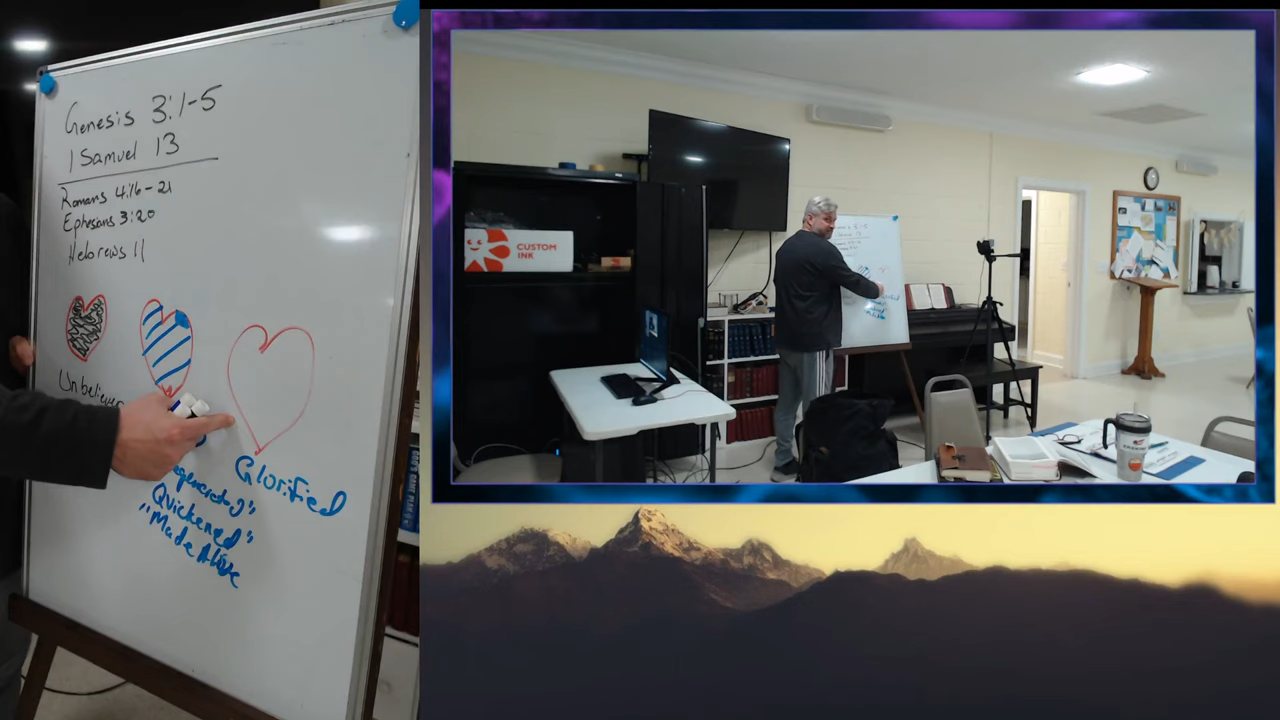 Genesis 3:1-5
1 Samuel 13
Romans 4:16-21
Ephesians 3:20
Hebrews 11
Unbeliever
Glorified
Quickened"
"Made Alive
CUSTOM
INK